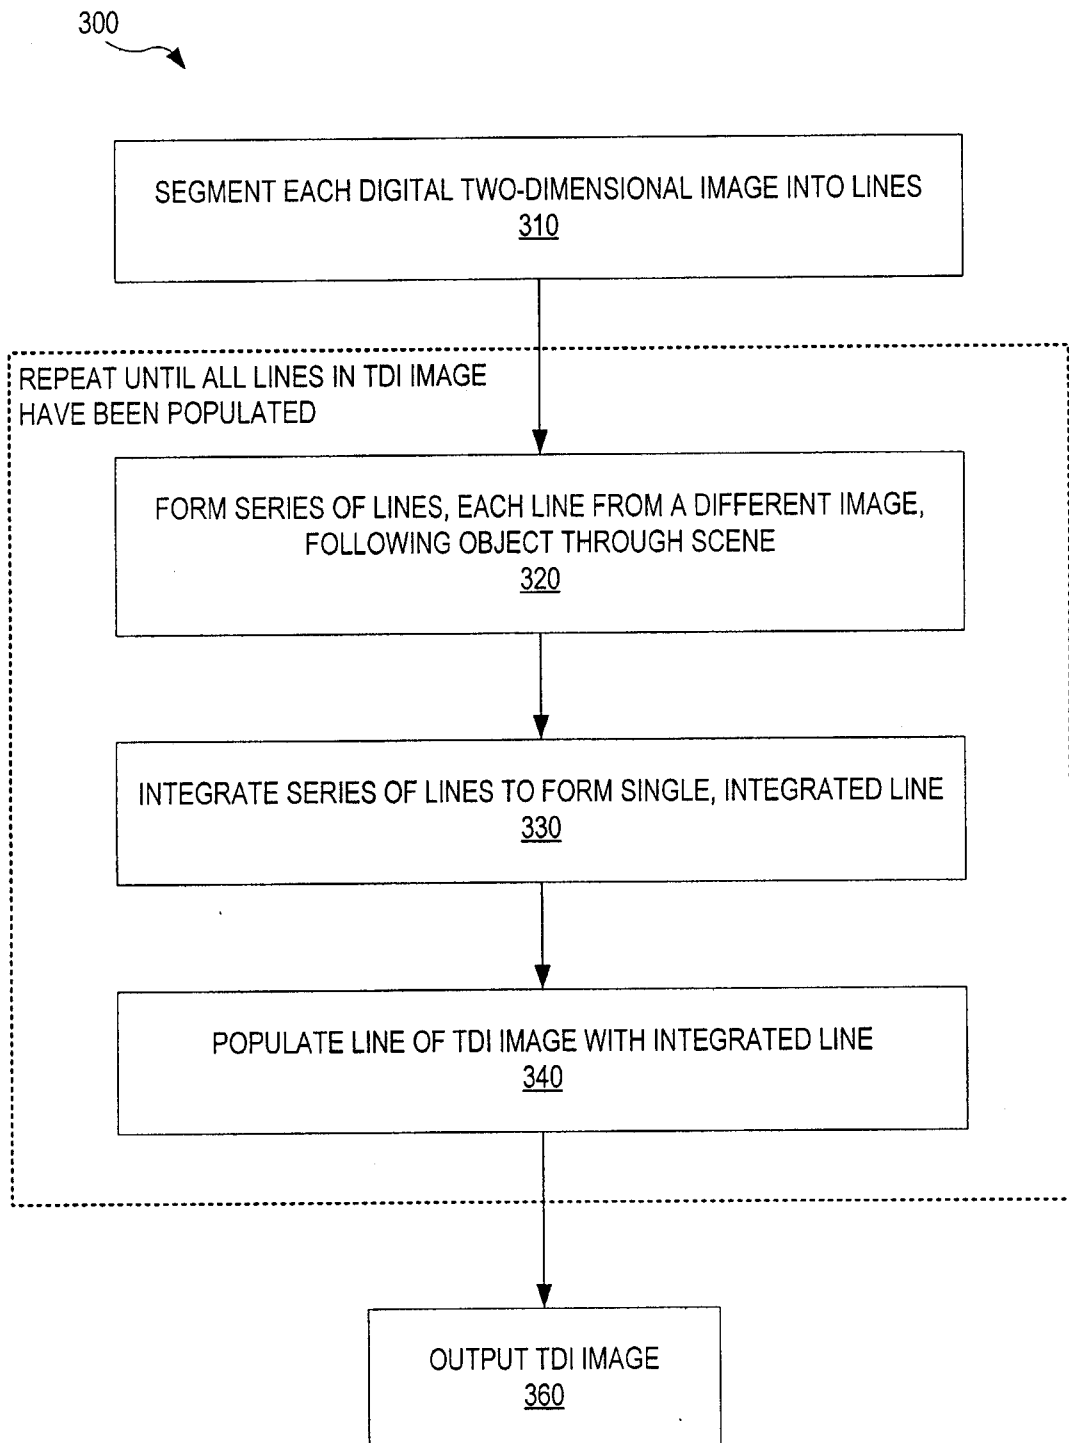 300
SEGMENT EACH DIGITAL TWO-DIMENSIONAL IMAGE INTO LINES
310
REPEAT UNTIL ALL LINES IN TDI IMAGE
HAVE BEEN POPULATED
FORM SERIES OF LINES, EACH LINE FROM A DIFFERENT IMAGE,
FOLLOWING OBJECT THROUGH SCENE
320
INTEGRATE SERIES OF LINES TO FORM SINGLE, INTEGRATED LINE
330
POPULATE LINE OF TDI IMAGE WITH INTEGRATED LINE
340
OUTPUT TDI IMAGE
360